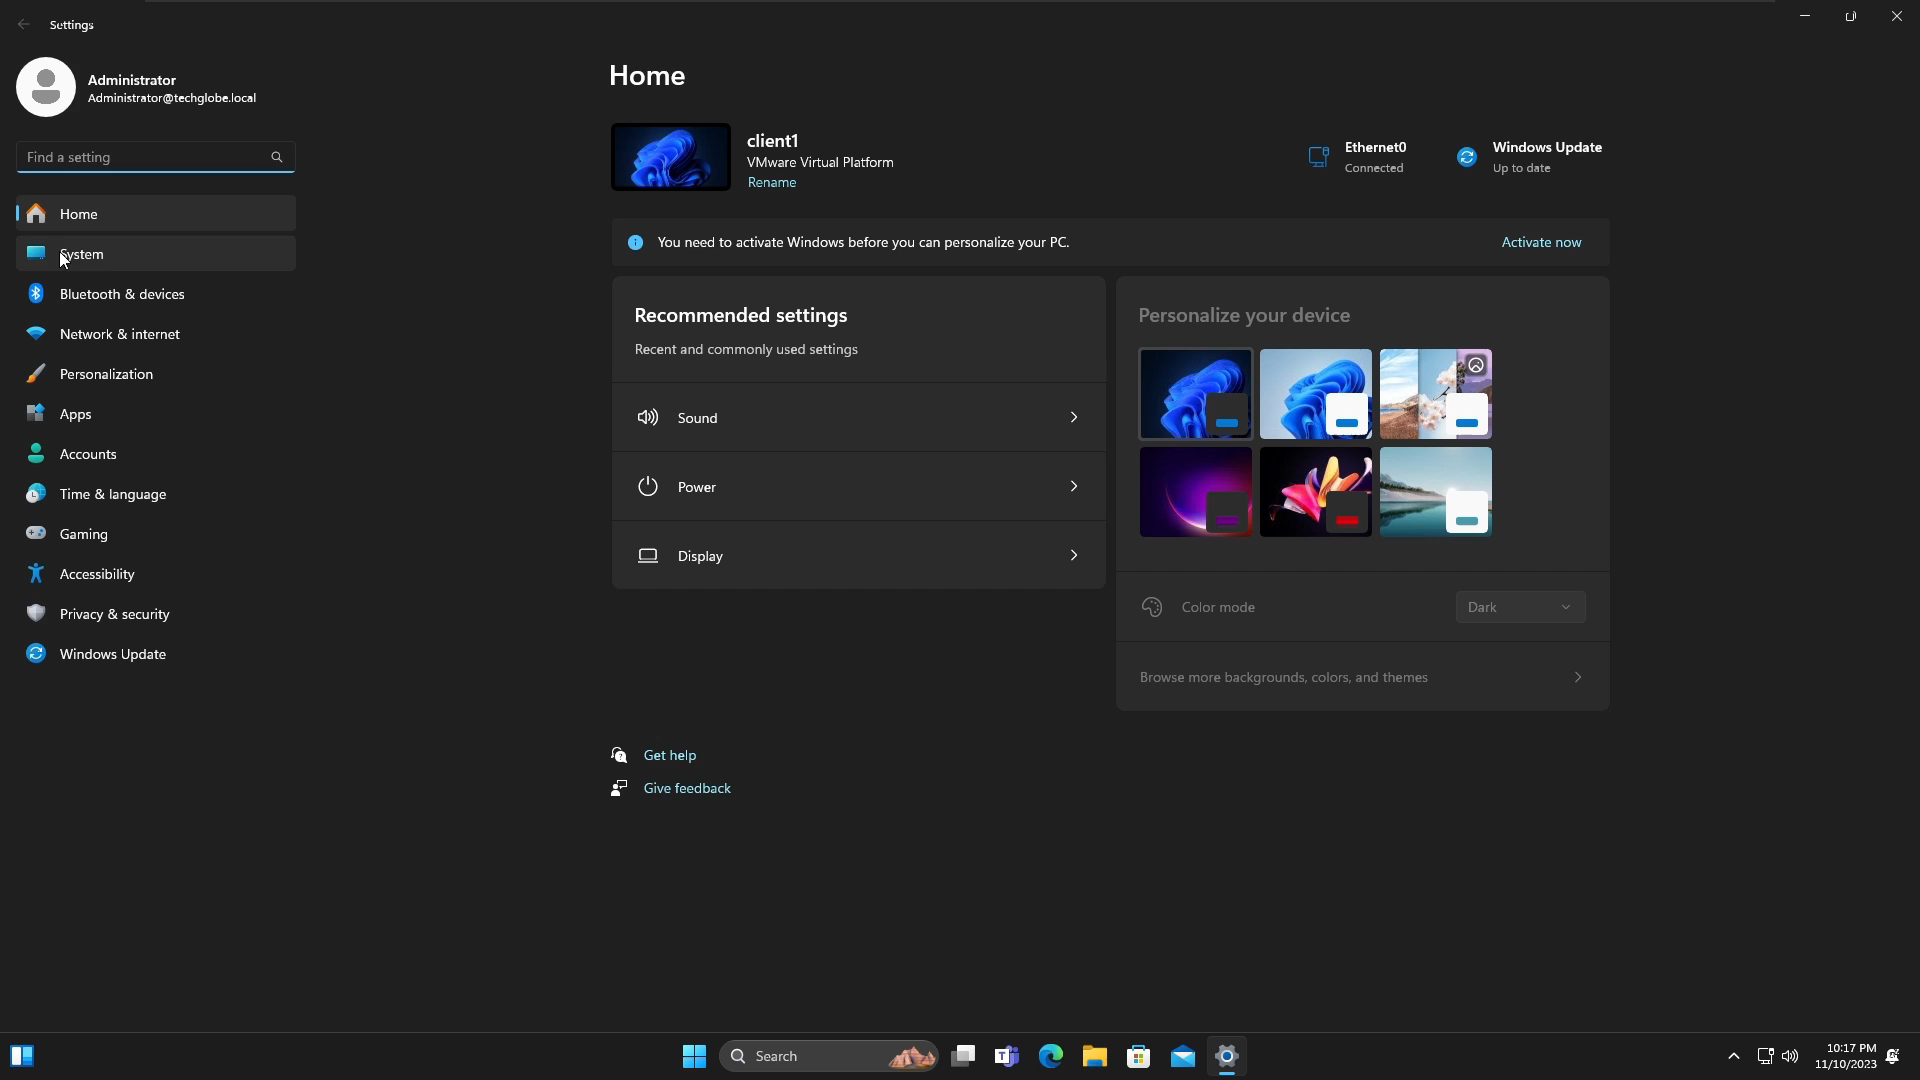 Settings
Administrator
Administrator@techglobe.local
Find a setting
Home
System
Bluetooth & devices
Network & internet
Personalization
Apps
Accounts
Time & language
Gaming
Accessibility
Privacy & security
Windows Update
Home
client1
VMware Virtual Platform
Rename
Ethernet0
Connected
Windows Update
Up to date
You need to activate Windows before you can personalize your PC.
Activate now
Recommended settings
Recent and commonly used settings
Sound
Power
Display
Personalize your device
Color mode
Dark
Browse more backgrounds, colors, and themes
Get help
Give feedback
Search
10:17 PM
11/10/2023